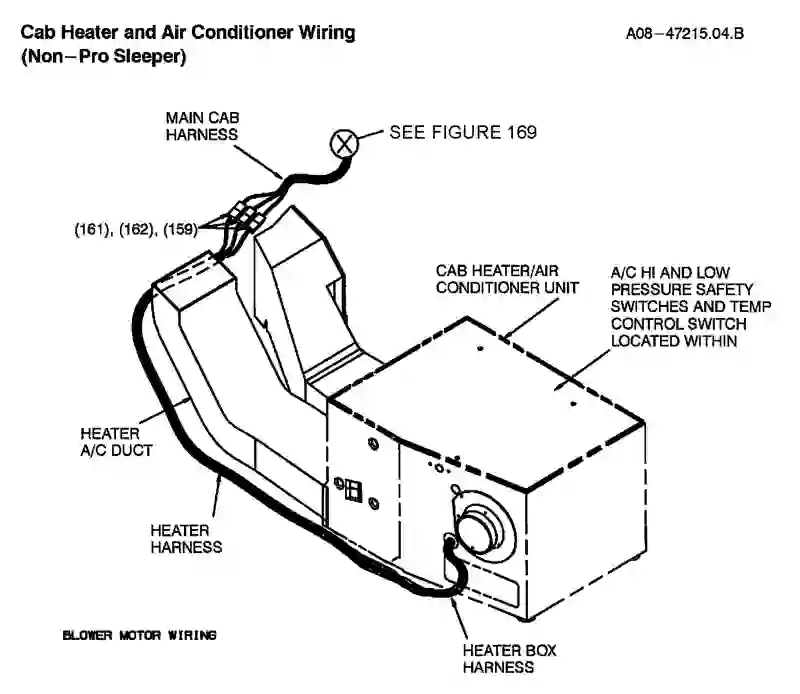 Cab Heater and Air Conditioner Wiring
(Non-Pro Sleeper)
A08-47215.04.B
MAIN CAB
HARNESS
SEE FIGURE 169
(161), (162), (159)
CAB HEATER/AIR
CONDITIONER UNIT
A/C HI AND LOW
PRESSURE SAFETY
SWITCHES AND TEMP
CONTROL SWITCH
LOCATED WITHIN
HEATER
A/C DUCT
HEATER
HARNESS
BLOWER MOTOR WIRING
HEATER BOX
HARNESS